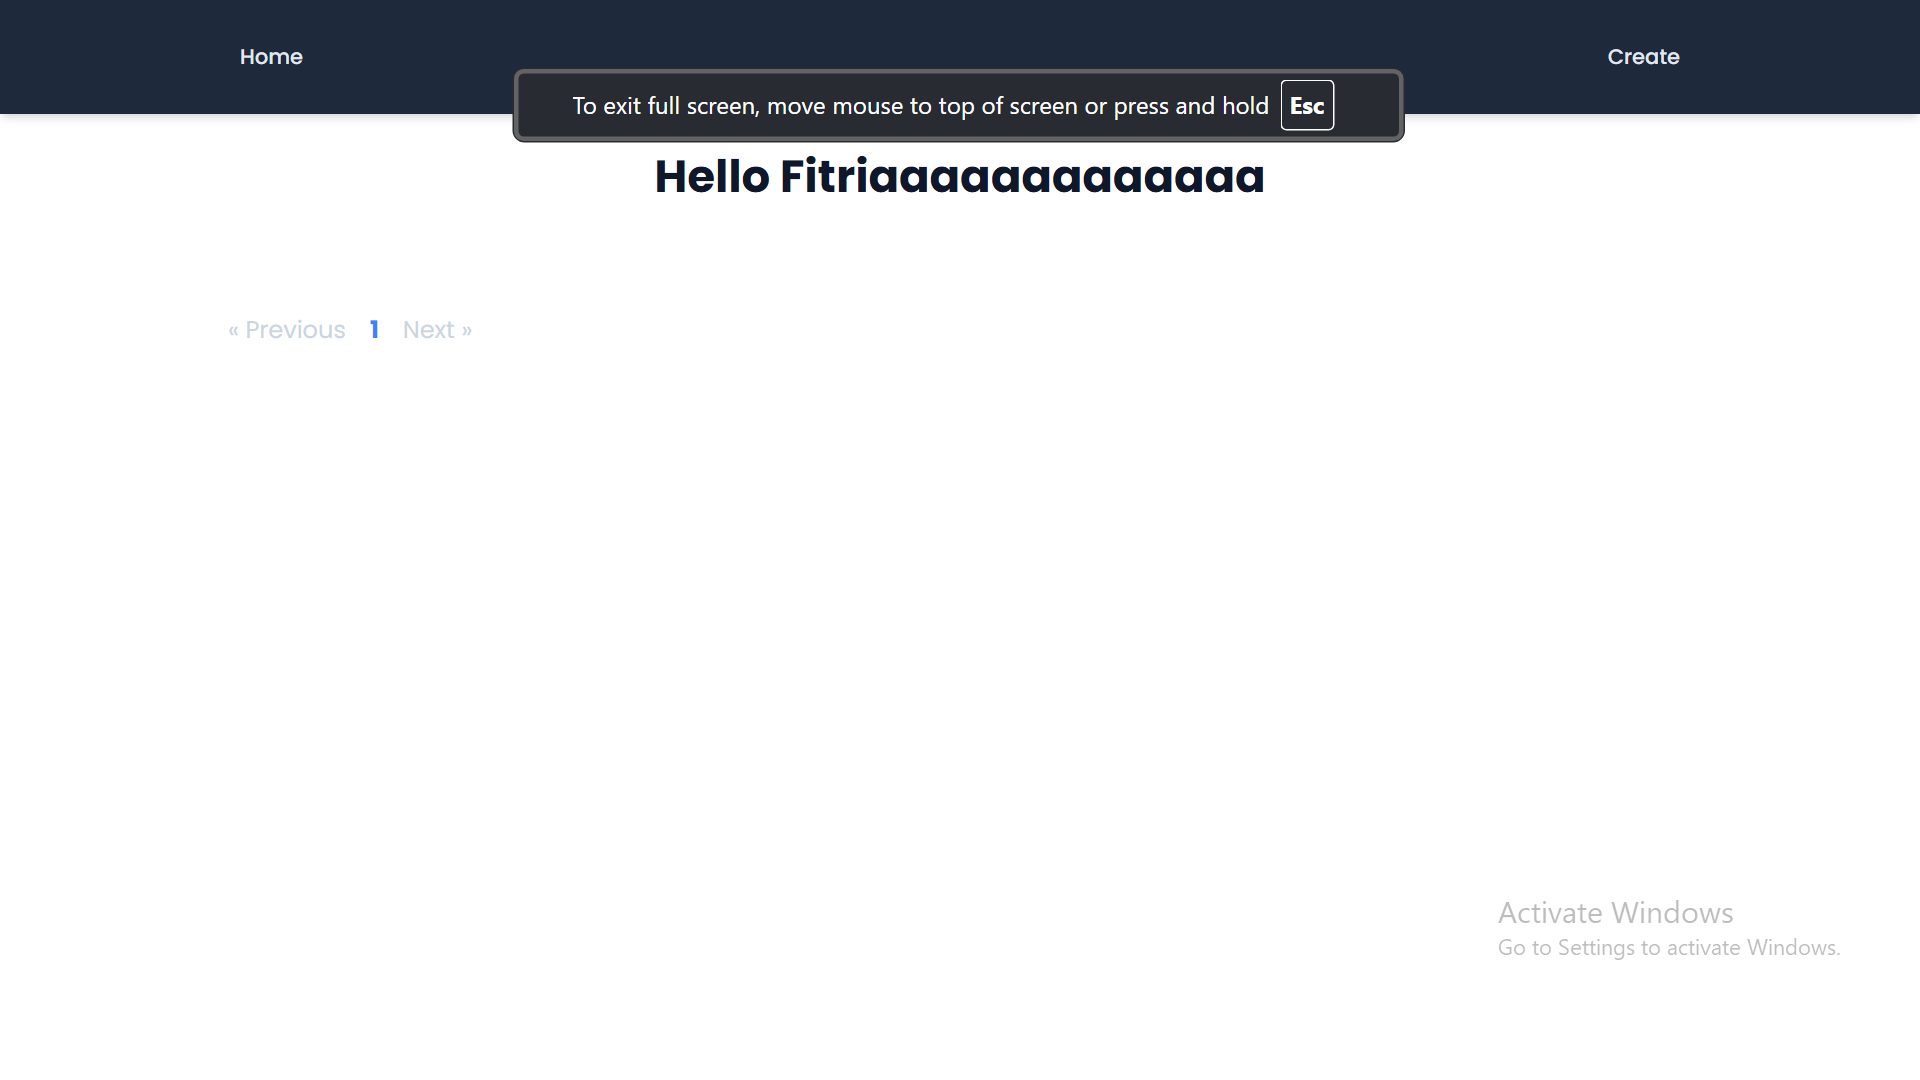 Home
Create
To exit full screen, move mouse to top of screen or press and hold Esc
Hello Fitriaaaaaaaaaaaaa
« Previous 1 Next »
Activate Windows
Go to Settings to activate Windows.